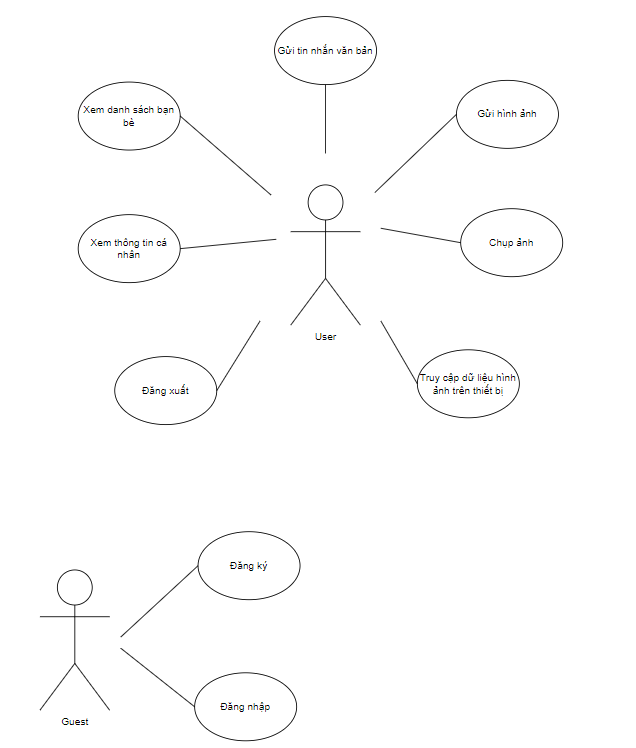 Gửi tin nhắn văn bản
Xem danh sách bạn
bè
Gửi hình ảnh
Xem thông tin cá
nhân
Chụp ảnh
User
Đăng xuất
Truy cập dữ liệu hình
ảnh trên thiết bị
Đăng ký
Đăng nhập
Guest